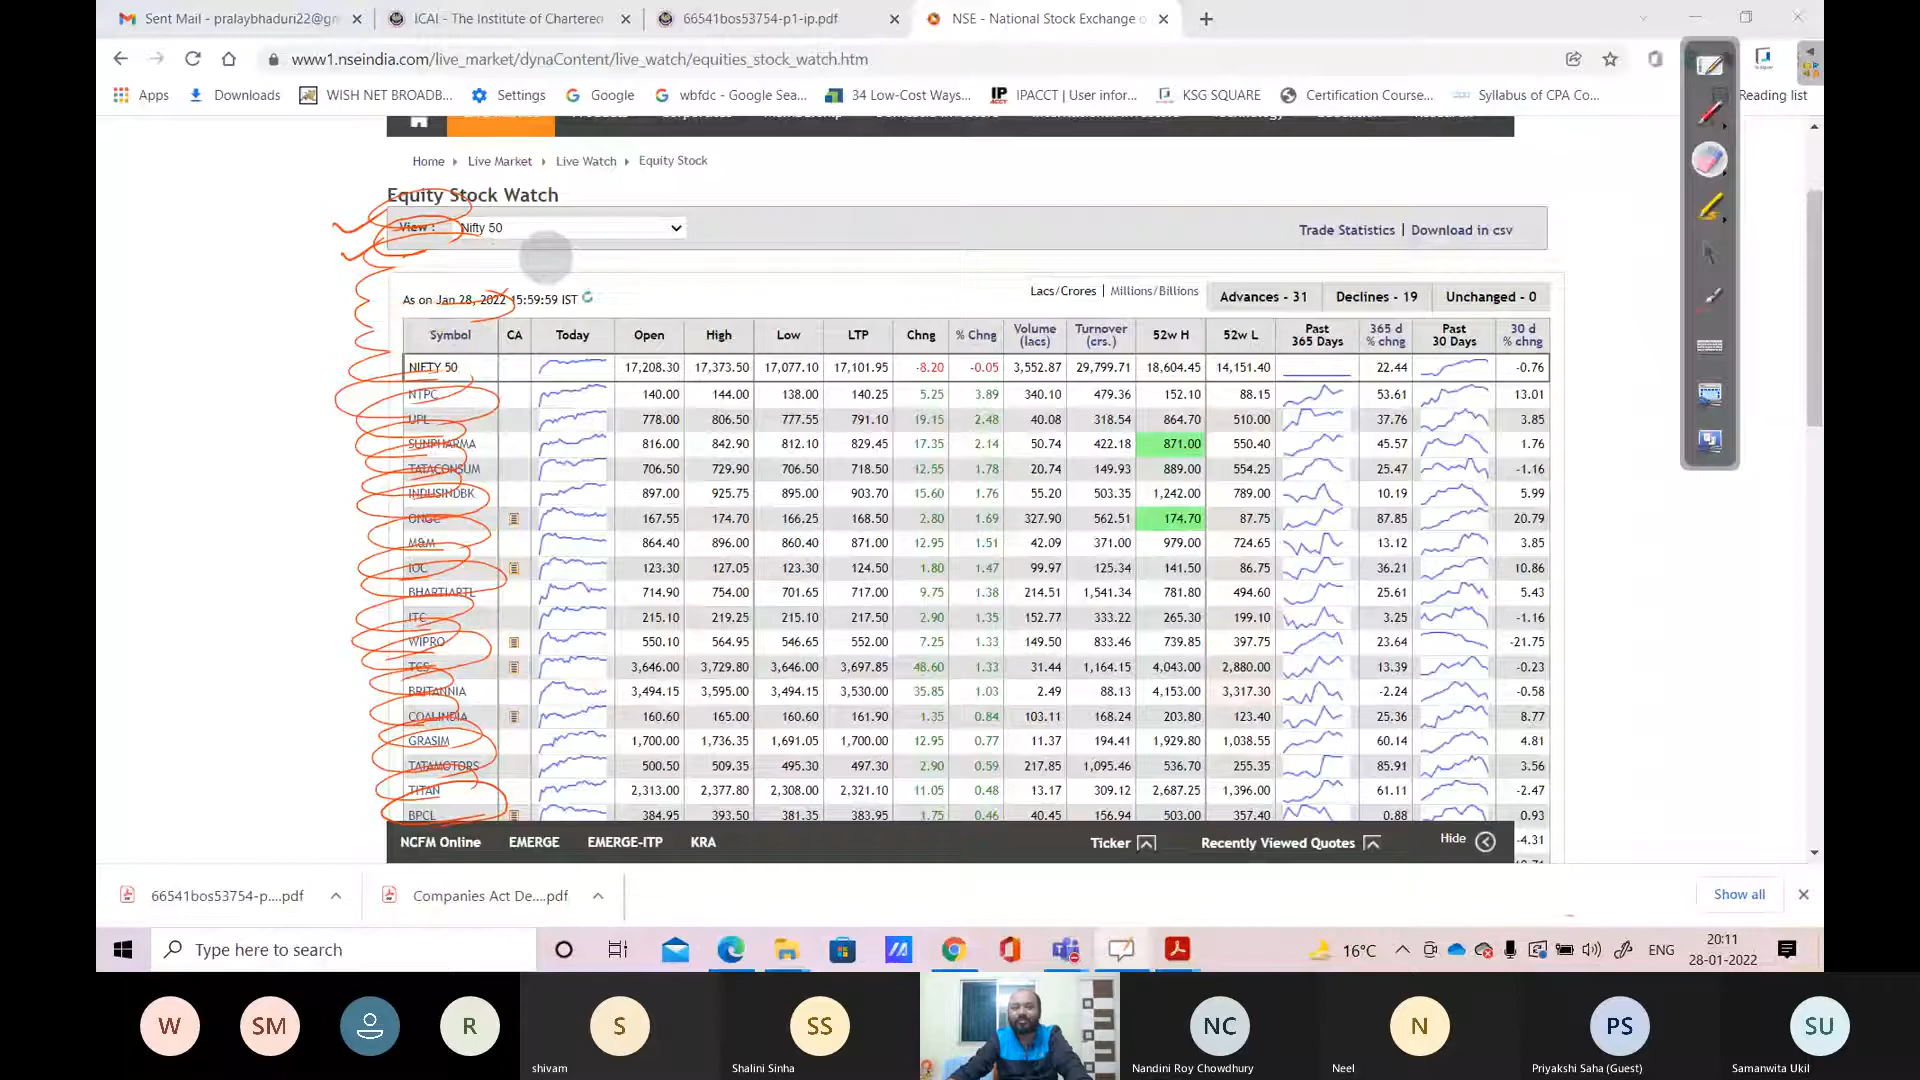 Sent Mail - pralaybhaduri22@gm
ICAI - The Institute of Chartered
66541bos53754-p1-ip.pdf
NSE - National Stock Exchange o
www1.nseindia.com/live_market/dynaContent/live_watch/equities_stock_watch.htm
Apps Downloads WISH NET BROADB... Settings Google wbfdc - Google Sea... 34 Low-Cost Ways... IPACCT | User infor... KSG SQUARE Certification Course... Syllabus of CPA Co... Reading list
Home Live Market Live Watch Equity Stock
Equity Stock Watch
View : Nifty 50
Trade Statistics | Download in csv
As on Jan 28, 2022 15:59:59 IST
Lacs/Crores | Millions/Billions Advances - 31 Declines - 19 Unchanged - 0
Symbol CA Today Open High Low LTP Chng % Chng Volume (lacs) Turnover (crs.) 52w H 52w L Past 365 Days 365 d % chng Past 30 Days 30 d % chng
NIFTY 50 17,208.30 17,373.50 17,077.10 17,101.95 -8.20 -0.05 3,552.87 29,799.71 18,604.45 14,151.40 22.44 -0.76
NTPC 140.00 144.00 138.00 140.25 5.25 3.89 340.10 479.36 152.10 88.15 53.61 13.01
UPL 778.00 806.50 777.55 791.10 19.15 2.48 40.08 318.54 864.70 510.00 37.76 3.85
SUNPHARMA 816.00 842.90 812.10 829.45 17.35 2.14 50.74 422.18 871.00 550.40 45.57 1.76
TATACONSUM 706.50 729.90 706.50 718.50 12.55 1.78 20.74 149.93 889.00 554.25 25.47 -1.16
INDUSINDBK 897.00 925.75 895.00 903.70 15.60 1.76 55.20 503.35 1,242.00 789.00 10.19 5.99
ONGC 167.55 174.70 166.25 168.50 2.80 1.69 327.90 562.51 174.70 87.75 87.85 20.79
M&M 864.40 896.00 860.40 871.00 12.95 1.51 42.09 371.00 979.00 724.65 13.12 3.85
IOC 123.30 127.05 123.30 124.50 1.80 1.47 99.97 125.34 141.50 86.75 36.21 10.86
BHARTIARTL 714.90 754.00 701.65 717.00 9.75 1.38 214.51 1,541.34 781.80 494.60 25.61 5.43
ITC 215.10 219.25 215.10 217.50 2.90 1.35 152.77 333.22 265.30 199.10 3.25 -1.16
WIPRO 550.10 564.95 546.65 552.00 7.25 1.33 149.50 833.46 739.85 397.75 23.64 -21.75
TCS 3,646.00 3,729.80 3,646.00 3,697.85 48.60 1.33 31.44 1,164.15 4,043.00 2,880.00 13.39 -0.23
BRITANNIA 3,494.15 3,595.00 3,494.15 3,530.00 35.85 1.03 2.49 88.13 4,153.00 3,317.30 -2.24 -0.58
COALINDIA 160.60 165.00 160.60 161.90 1.35 0.84 103.11 168.24 203.80 123.40 25.36 8.77
GRASIM 1,700.00 1,736.35 1,691.05 1,700.00 12.95 0.77 11.37 194.41 1,929.80 1,038.55 60.14 4.81
TATAMOTORS 500.50 509.35 495.30 497.30 2.90 0.59 217.85 1,095.46 536.70 255.35 85.91 3.56
TITAN 2,313.00 2,377.80 2,308.00 2,321.10 11.05 0.48 13.17 309.12 2,687.25 1,396.00 61.11 -2.47
BPCL 384.95 393.50 381.35 383.95 1.75 0.46 40.45 156.94 503.00 357.40 0.88 0.93
-4.31
NCFM Online EMERGE EMERGE-ITP KRA Ticker Recently Viewed Quotes Hide
66541bos53754-p....pdf Companies Act De....pdf Show all
Type here to search 16°C ENG 20:11
28-01-2022
W SM R S SS NC N PS SU
shivam Shalini Sinha Nandini Roy Chowdhury Neel Priyakshi Saha (Guest) Samanwita Ukil